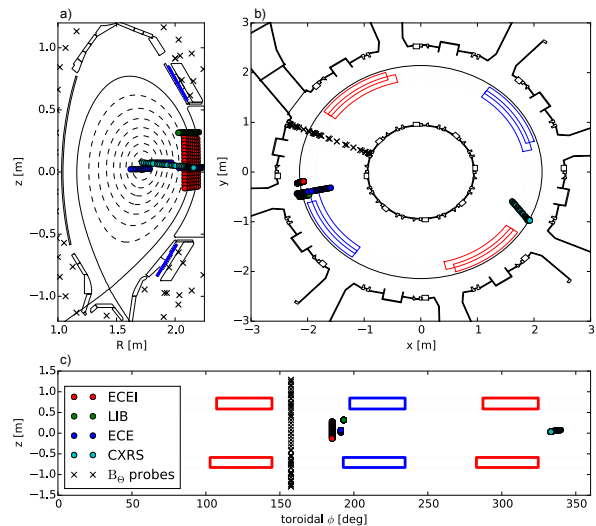 a)
1.0
0.5
0.0
−0.5
−1.0
z [m]
1.0
1.5
2.0
R [m]
b)
3
2
1
0
−1
−2
−3
y [m]
−3
−2
−1
0
1
2
3
x [m]
c)
1.5
1.0
0.5
0.0
−0.5
−1.0
−1.5
z [m]
ECEI
LIB
ECE
CXRS
B_Θ probes
0
50
100
150
200
250
300
350
toroidal ϕ [deg]